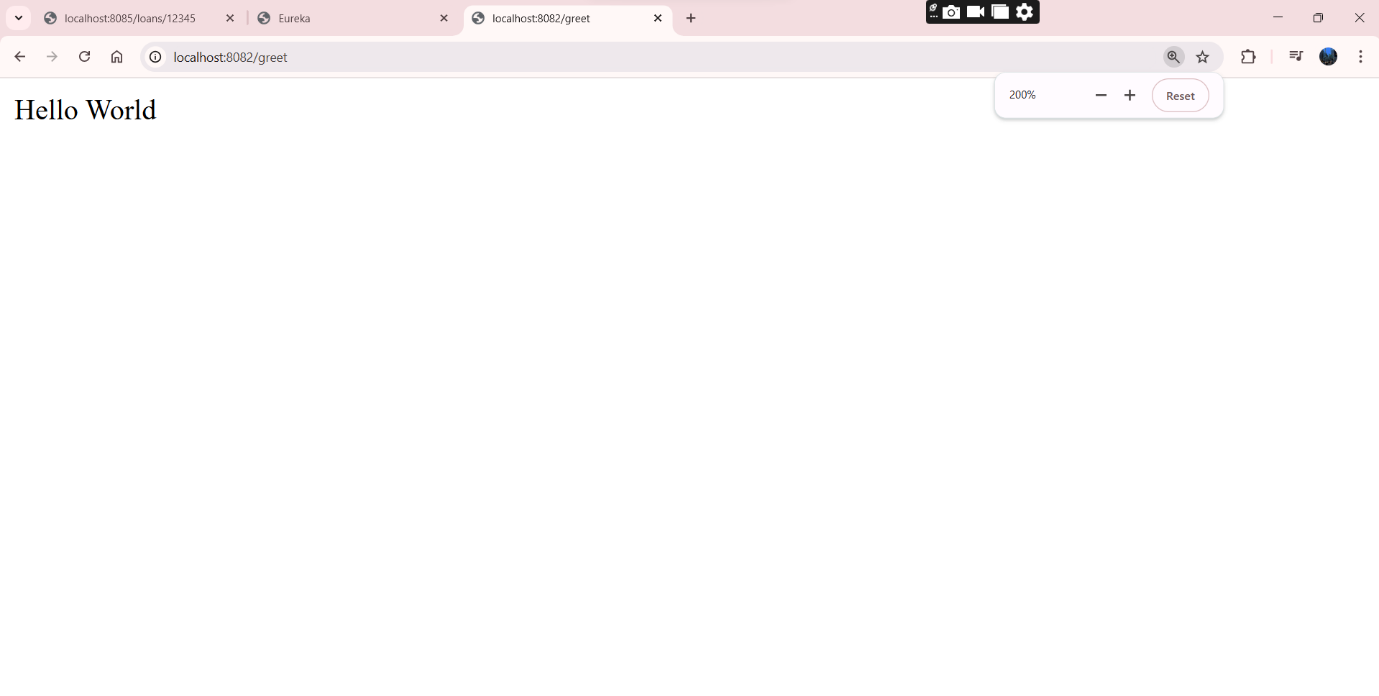 localhost:8085/loans/12345
Eureka
localhost:8082/greet
localhost:8082/greet
200%
Reset
Hello World